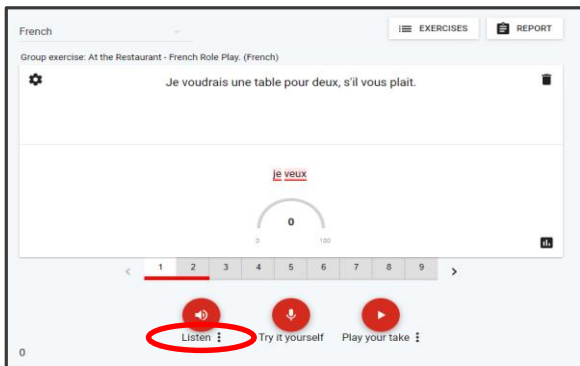 French
EXERCISES
REPORT
Group exercise: At the Restaurant - French Role Play. (French)
Je voudrais une table pour deux, s'il vous plait.
je veux
0
0 100
1 2 3 4 5 6 7 8 9
Listen Try it yourself Play your take
0